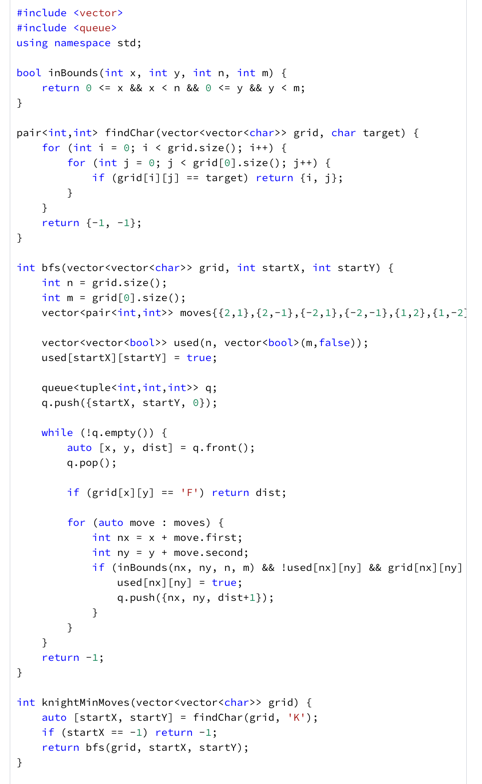 #include <vector>
#include <queue>
using namespace std;

bool inBounds(int x, int y, int n, int m) {
    return 0 <= x && x < n && 0 <= y && y < m;
}

pair<int,int> findChar(vector<vector<char>> grid, char target) {
    for (int i = 0; i < grid.size(); i++) {
        for (int j = 0; j < grid[0].size(); j++) {
            if (grid[i][j] == target) return {i, j};
        }
    }
    return {-1, -1};
}

int bfs(vector<vector<char>> grid, int startX, int startY) {
    int n = grid.size();
    int m = grid[0].size();
    vector<pair<int,int>> moves{{2,1},{2,-1},{-2,1},{-2,-1},{1,2},{1,-2}

    vector<vector<bool>> used(n, vector<bool>(m,false));
    used[startX][startY] = true;

    queue<tuple<int,int,int>> q;
    q.push({startX, startY, 0});

    while (!q.empty()) {
        auto [x, y, dist] = q.front();
        q.pop();

        if (grid[x][y] == 'F') return dist;

        for (auto move : moves) {
            int nx = x + move.first;
            int ny = y + move.second;
            if (inBounds(nx, ny, n, m) && !used[nx][ny] && grid[nx][ny]
                used[nx][ny] = true;
                q.push({nx, ny, dist+1});
            }
        }
    }
    return -1;
}

int knightMinMoves(vector<vector<char>> grid) {
    auto [startX, startY] = findChar(grid, 'K');
    if (startX == -1) return -1;
    return bfs(grid, startX, startY);
}